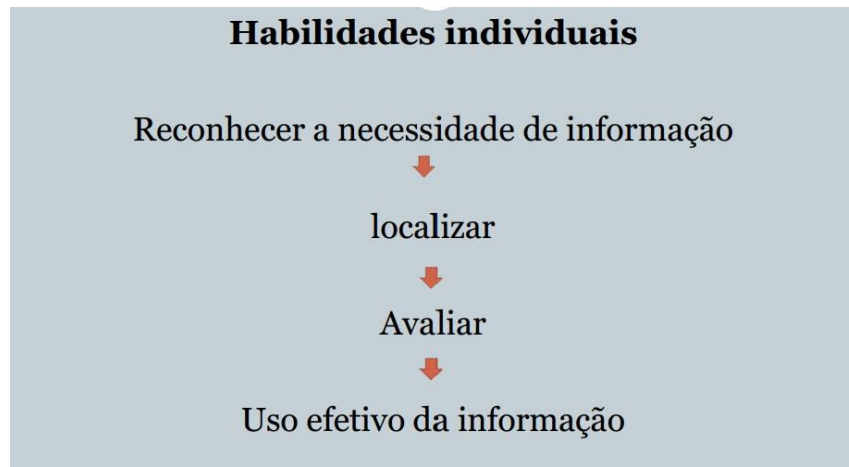 Habilidades individuais
Reconhecer a necessidade de informação
localizar
Avaliar
Uso efetivo da informação